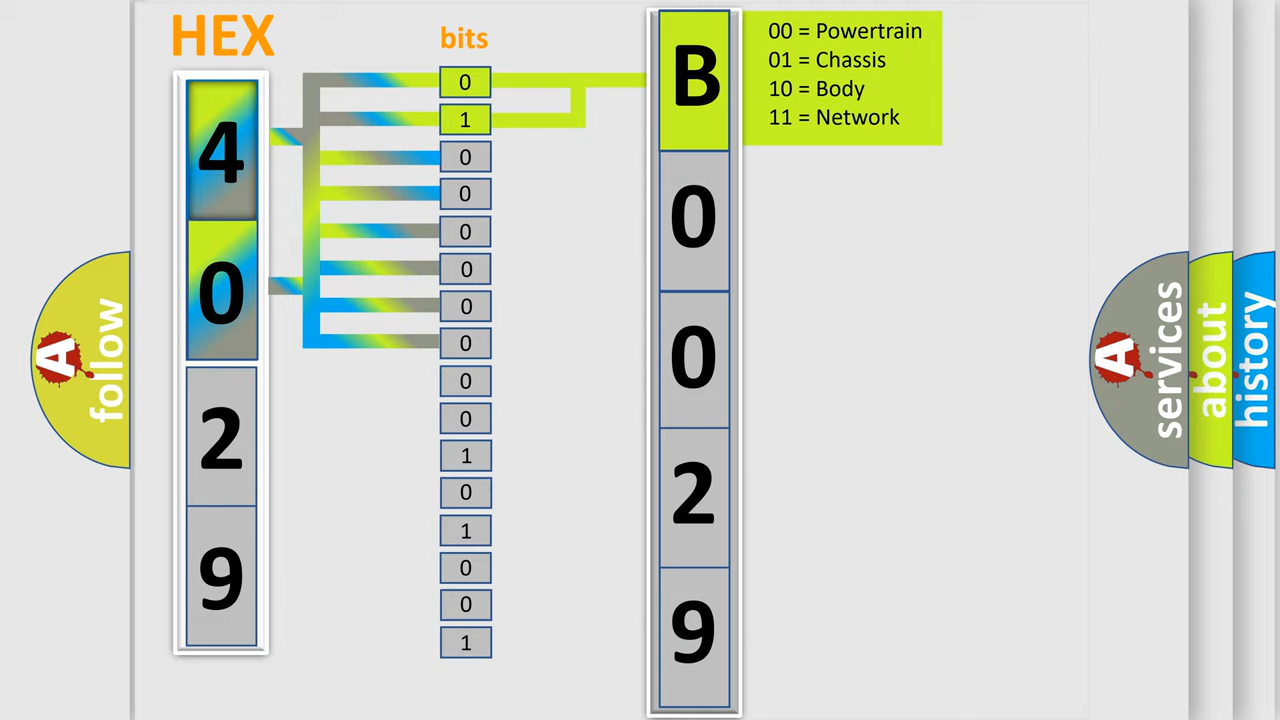 HEX
bits
4
0
2
9
0
1
0
0
0
0
0
0
0
0
1
0
1
0
0
1
B
0
0
2
9
00 = Powertrain
01 = Chassis
10 = Body
11 = Network
A
follow
A
services
about
history